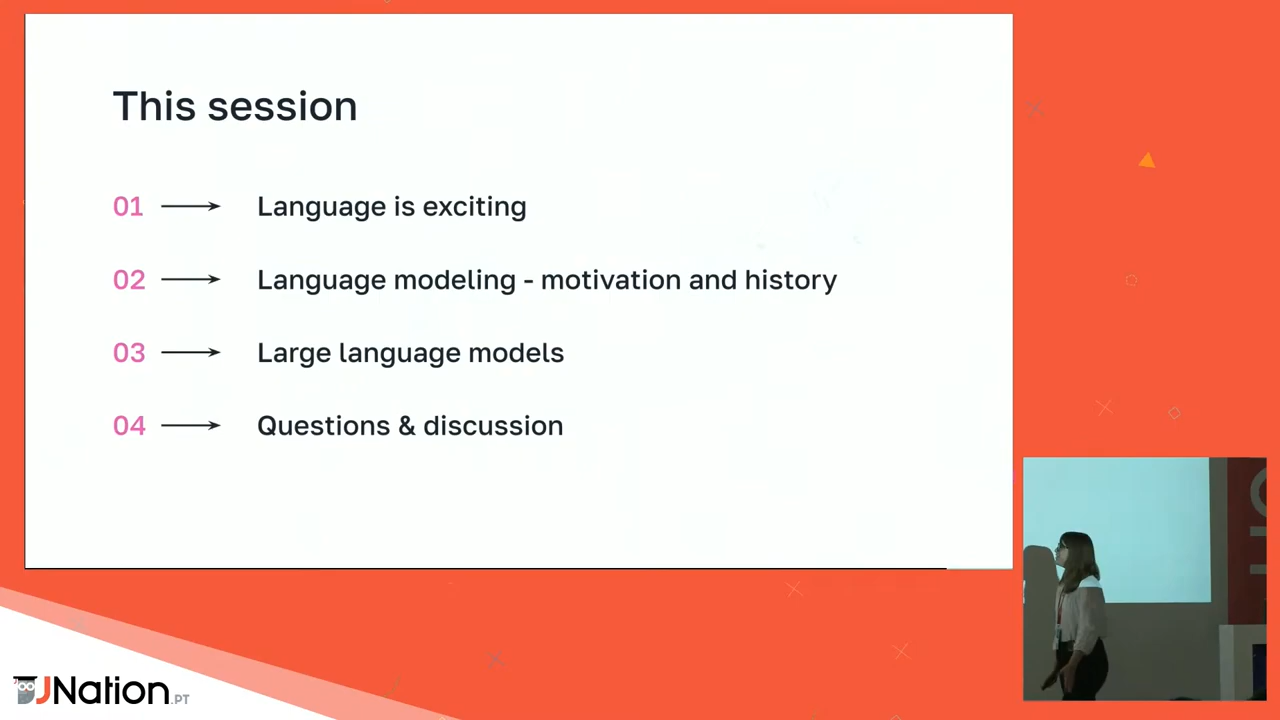 This session
01 Language is exciting
02 Language modeling - motivation and history
03 Large language models
04 Questions & discussion
JNation.PT